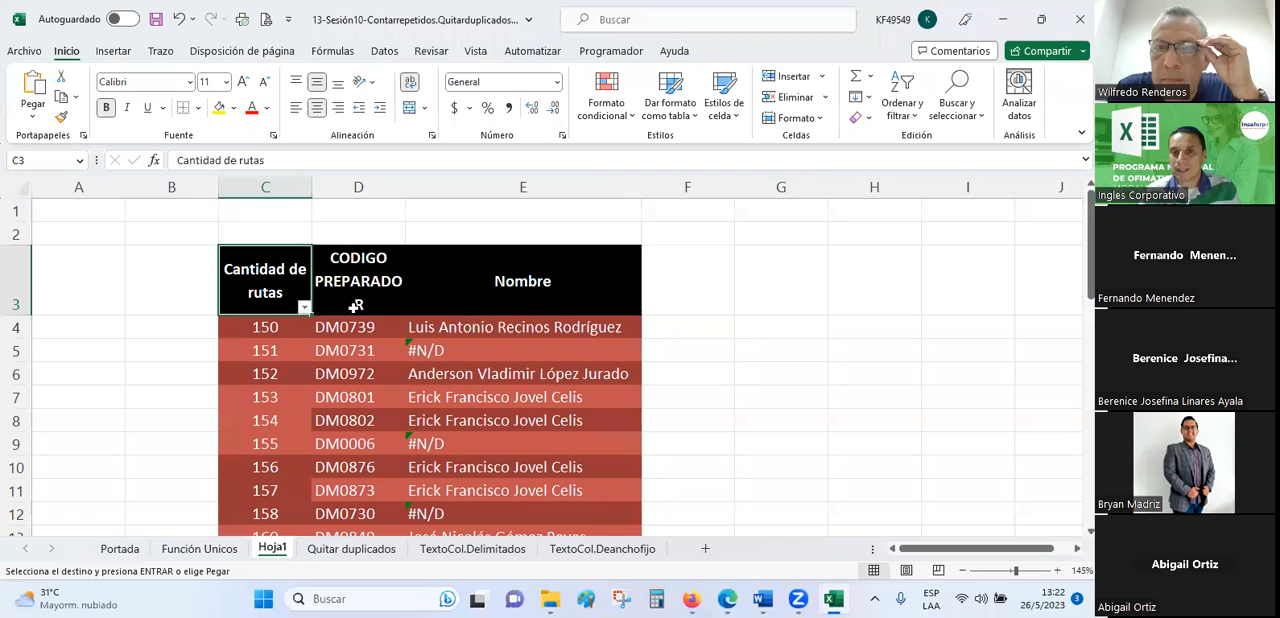 Autoguardado
13-Sesión10-Contarrepetidos.Quitarduplicados...
Buscar
KF49549
K
Archivo Inicio Insertar Trazo Disposición de página Fórmulas Datos Revisar Vista Automatizar Programador Ayuda
Comentarios
Compartir
Pegar
Calibri
11
General
Formato condicional
Dar formato como tabla
Estilos de celda
Insertar
Eliminar
Formato
Ordenar y filtrar
Buscar y seleccionar
Analizar datos
Portapapeles Fuente Alineación Número Estilos Celdas Edición Análisis
C3
fx
Cantidad de rutas
A B C D E F G H I J
1
2
3 Cantidad de rutas CODIGO PREPARADO R Nombre
4 150 DM0739 Luis Antonio Recinos Rodríguez
5 151 DM0731 #N/D
6 152 DM0972 Anderson Vladimir López Jurado
7 153 DM0801 Erick Francisco Jovel Celis
8 154 DM0802 Erick Francisco Jovel Celis
9 155 DM0006 #N/D
10 156 DM0876 Erick Francisco Jovel Celis
11 157 DM0873 Erick Francisco Jovel Celis
12 158 DM0730 #N/D
Portada Función Unicos Hoja1 Quitar duplicados TextoCol.Delimitados TextoCol.Deanchofijo
Selecciona el destino y presiona ENTRAR o elige Pegar
145%
31°C
Mayorm. nublado
Buscar
ESP
LAA
13:22
26/5/2023
3
Wilfredo Renderos
PROGRAMA
DE OFIMATIC
Ingles Corporativo
Fernando Menen...
Fernando Menendez
Berenice Josefina...
Berenice Josefina Linares Ayala
Bryan Madriz
Abigail Ortiz
Abigail Ortiz